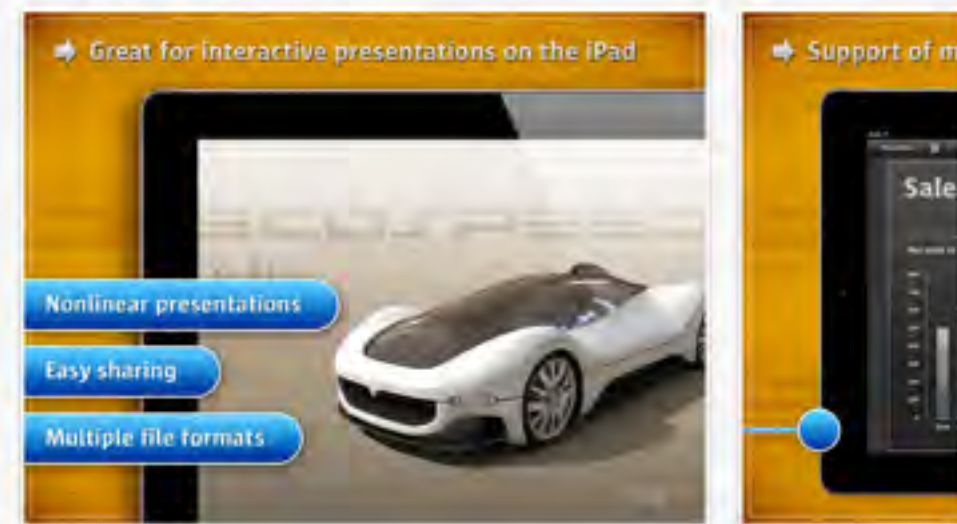 Great for interactive presentations on the iPad
Nonlinear presentations
Easy sharing
Multiple file formats
Support of m
Sale